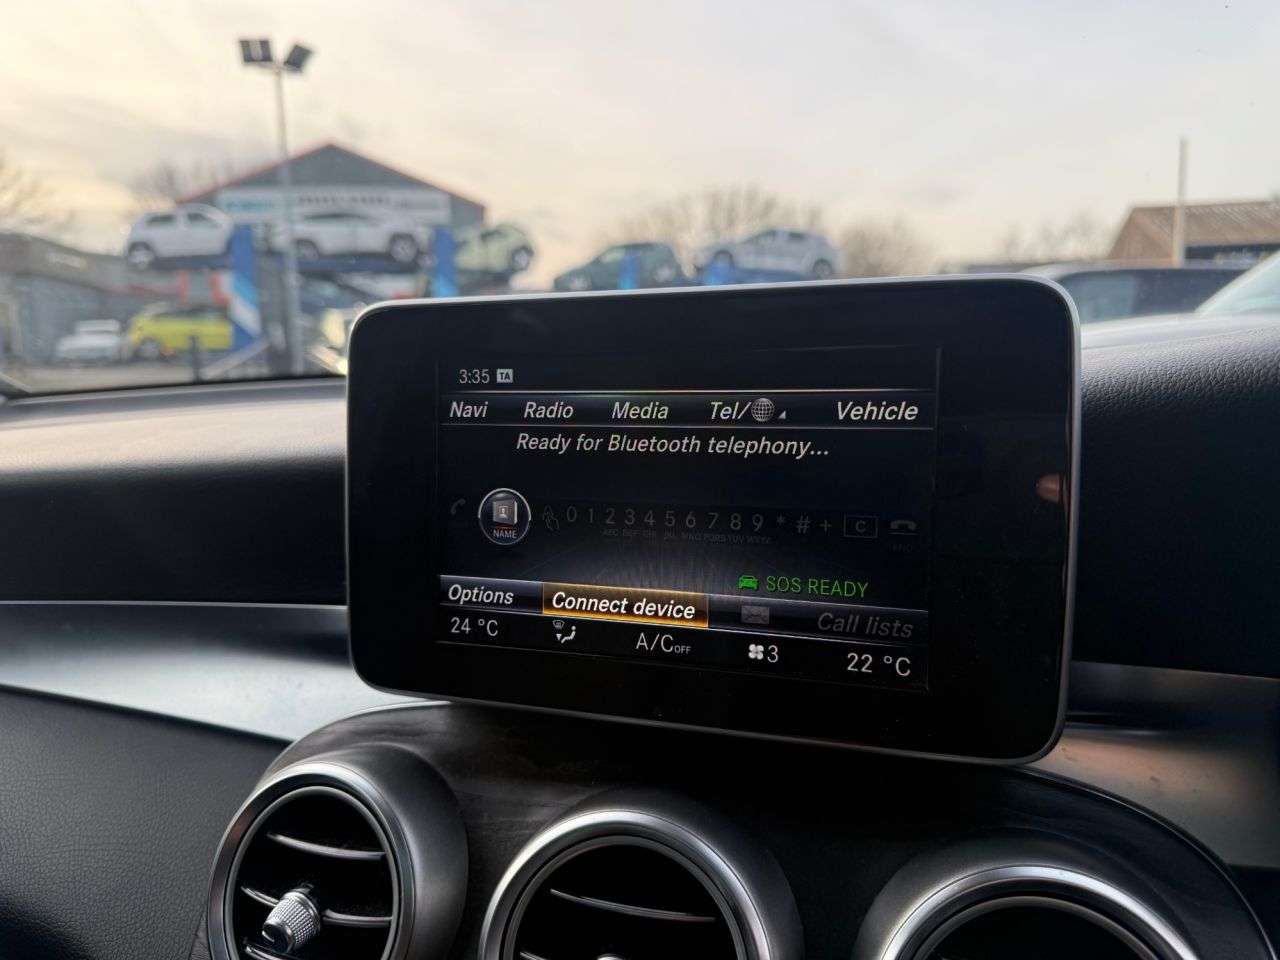 3:35 TA
Navi Radio Media Tel/ Vehicle
Ready for Bluetooth telephony...
NAME 0 1 2 3 4 5 6 7 8 9 * # + C
SOS READY
Options Connect device Call lists
24 °C A/C OFF 3 22 °C